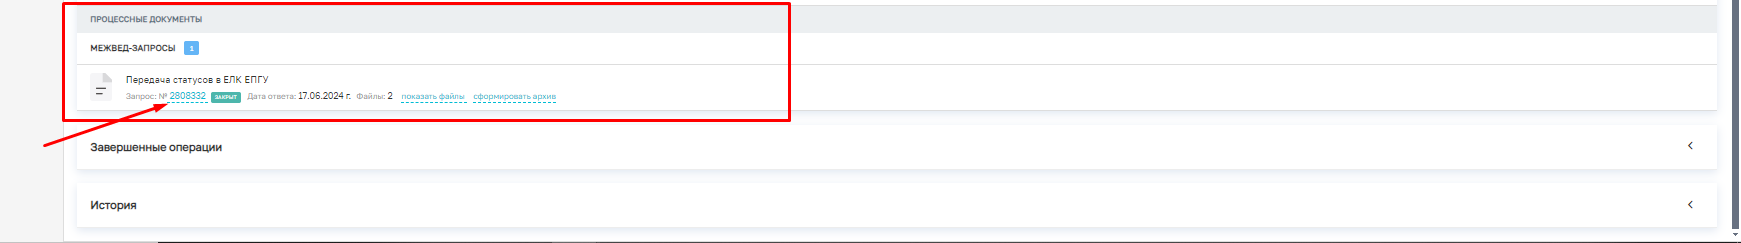 ПРОЦЕССНЫЕ ДОКУМЕНТЫ
МЕЖВЕД-ЗАПРОСЫ 1
Передача статусов в ЕЛК ЕПГУ
Запрос: № 2808332 ЗАКРЫТ Дата ответа: 17.06.2024 г. Файлы: 2 показать файлы сформировать архив
Завершенные операции
История